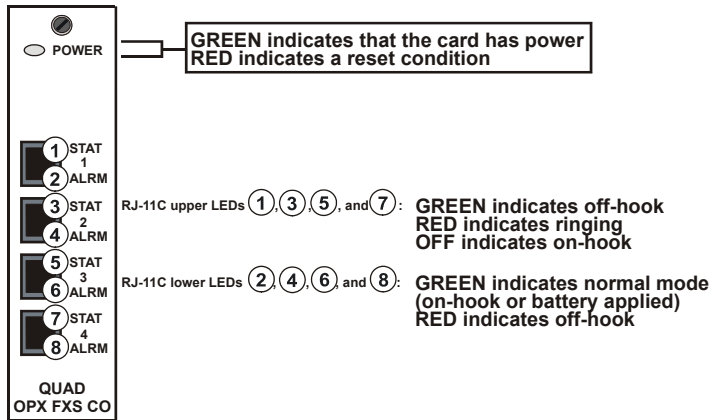 POWER
GREEN indicates that the card has power
RED indicates a reset condition
1 STAT
1
2 ALRM
3 STAT
2
4 ALRM
5 STAT
3
6 ALRM
7 STAT
4
8 ALRM
QUAD
OPX FXS CO
RJ-11C upper LEDs 1,3,5, and 7:
GREEN indicates off-hook
RED indicates ringing
OFF indicates on-hook
RJ-11C lower LEDs 2,4,6, and 8:
GREEN indicates normal mode
(on-hook or battery applied)
RED indicates off-hook